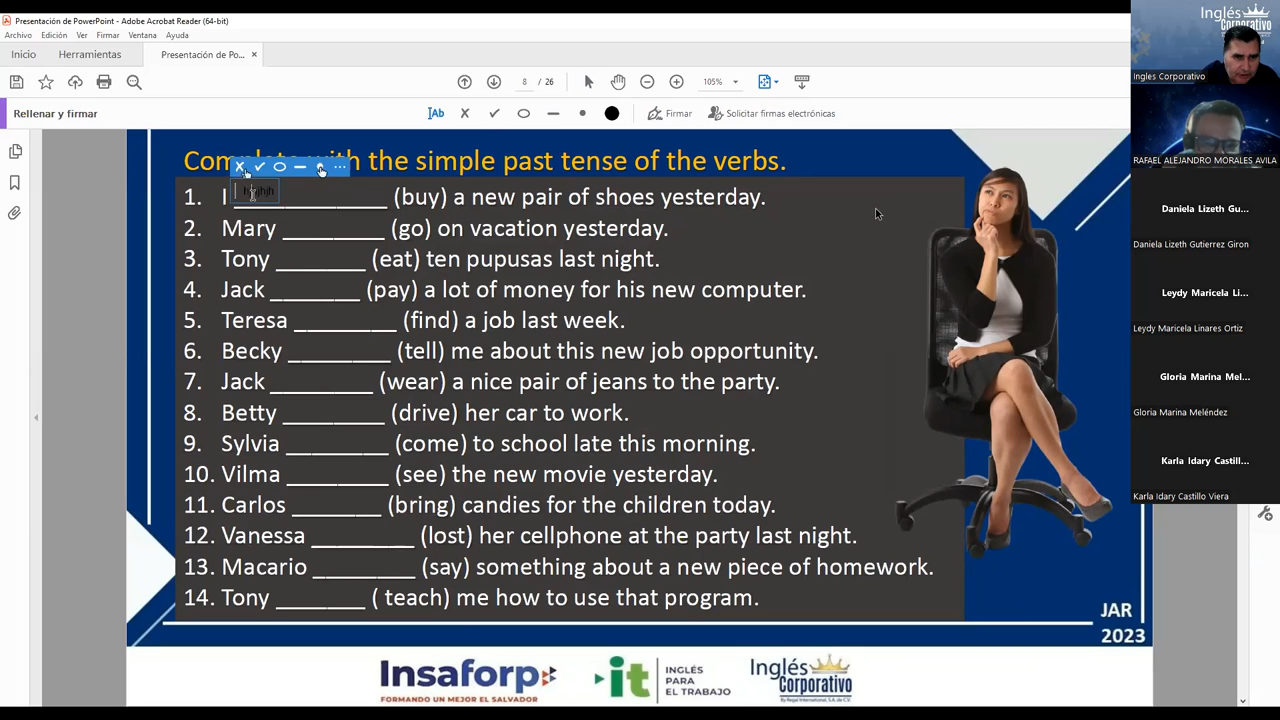 Presentación de PowerPoint - Adobe Acrobat Reader (64-bit)
Archivo Edición Ver Firmar Ventana Ayuda
Inicio Herramientas Presentación de Po... ×
8 / 26 105%
Rellenar y firmar Ab Firmar Solicitar firmas electrónicas
Complete with the simple past tense of the verbs.
1. I ____________ (buy) a new pair of shoes yesterday.
2. Mary ________ (go) on vacation yesterday.
3. Tony _______ (eat) ten pupusas last night.
4. Jack _______ (pay) a lot of money for his new computer.
5. Teresa ________ (find) a job last week.
6. Becky ________ (tell) me about this new job opportunity.
7. Jack ________ (wear) a nice pair of jeans to the party.
8. Betty ________ (drive) her car to work.
9. Sylvia ________ (come) to school late this morning.
10. Vilma ________ (see) the new movie yesterday.
11. Carlos _______ (bring) candies for the children today.
12. Vanessa ________ (lost) her cellphone at the party last night.
13. Macario ________ (say) something about a new piece of homework.
14. Tony _______ ( teach) me how to use that program.
JAR
2023
Insaforp
FORMANDO UN MEJOR EL SALVADOR
it
INGLÉS
PARA
EL TRABAJO
Inglés
Corporativo
By Regal International, S.A. de C.V.
Inglés
Corporativo
Ingles Corporativo
RAFAEL ALEJANDRO MORALES AVILA
Daniela Lizeth Gu...
Daniela Lizeth Gutierrez Giron
Leydy Maricela Li...
Leydy Maricela Linares Ortiz
Gloria Marina Mel...
Gloria Marina Meléndez
Karla Idary Castill...
Karla Idary Castillo Viera